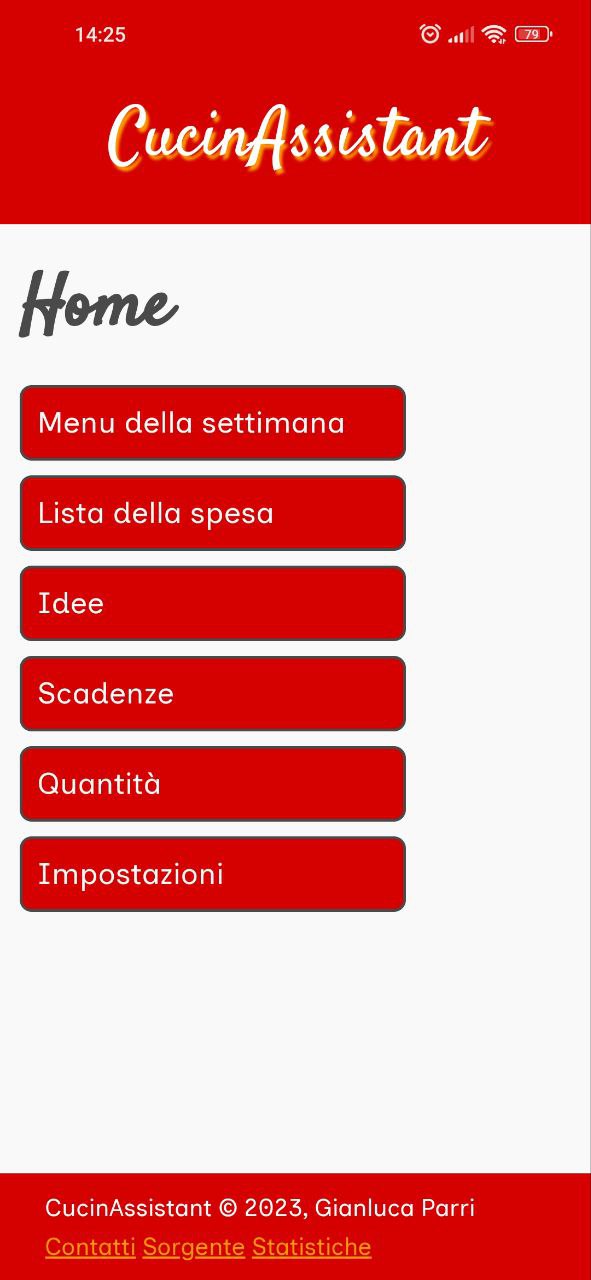 14:25
79
CucinAssistant
Home
Menu della settimana
Lista della spesa
Idee
Scadenze
Quantità
Impostazioni
CucinAssistant © 2023, Gianluca Parri
Contatti Sorgente Statistiche